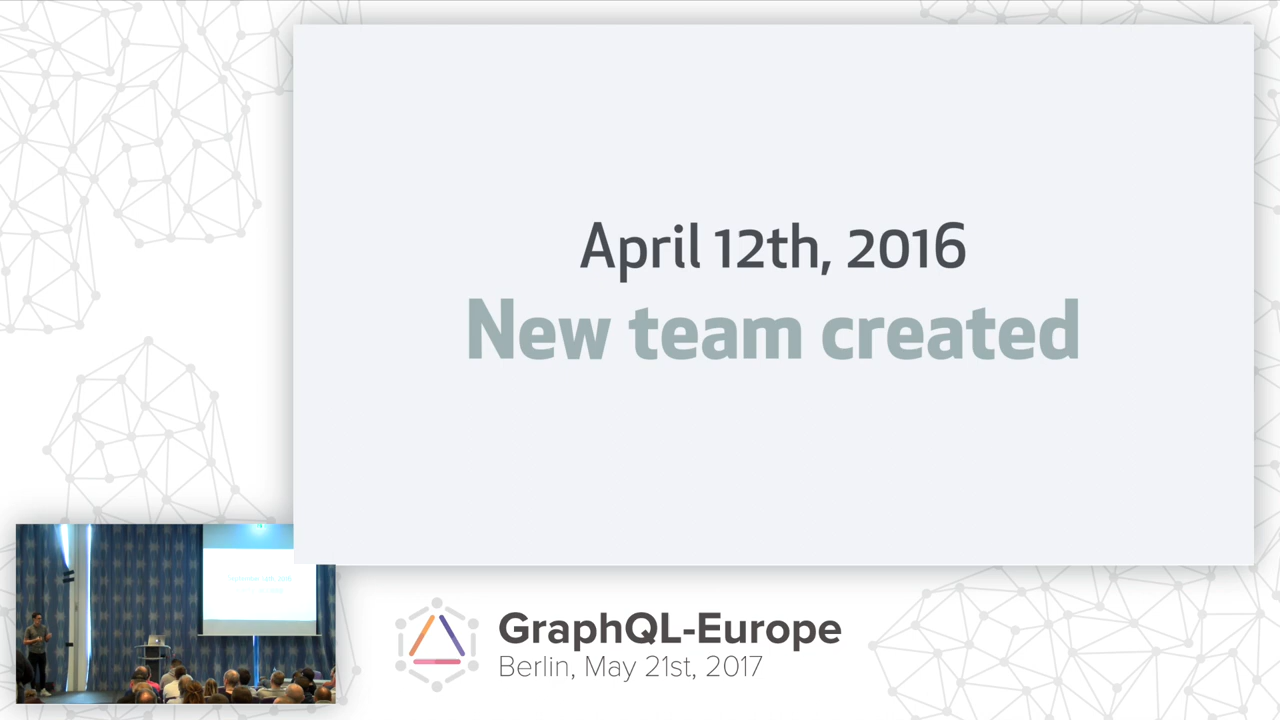 April 12th, 2016
New team created
GraphQL-Europe
Berlin, May 21st, 2017